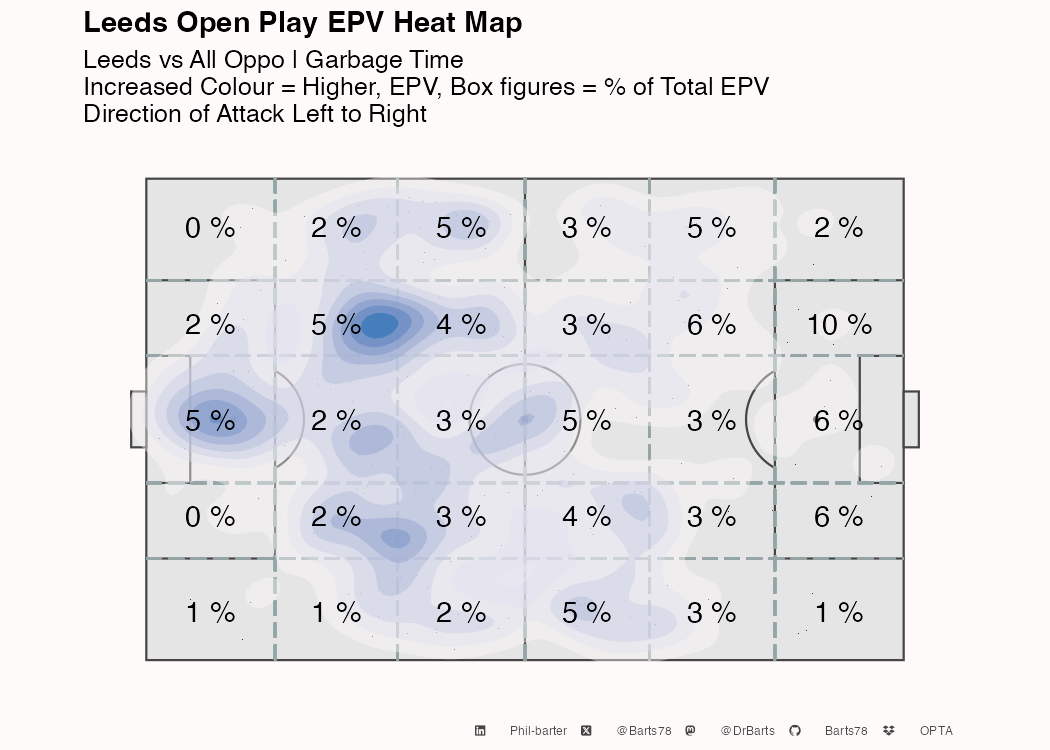 Leeds Open Play EPV Heat Map
Leeds vs All Oppo | Garbage Time
Increased Colour = Higher, EPV, Box figures = % of Total EPV
Direction of Attack Left to Right
0 % 2 % 5 % 3 % 5 % 2 %
2 % 5 % 4 % 3 % 6 % 10 %
5 % 2 % 3 % 5 % 3 % 6 %
0 % 2 % 3 % 4 % 3 % 6 %
1 % 1 % 2 % 5 % 3 % 1 %
Phil-barter @Barts78 @DrBarts Barts78 OPTA